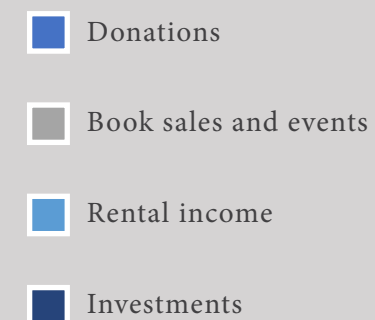 Donations
Book sales and events
Rental income
Investments